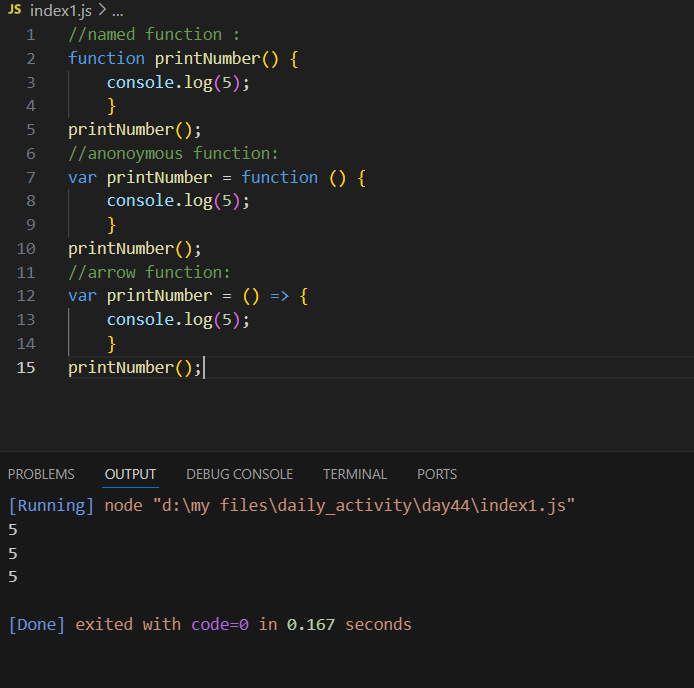 JS index1.js > ...
1 //named function :
2 function printNumber() {
3 console.log(5);
4 }
5 printNumber();
6 //anonoymous function:
7 var printNumber = function () {
8 console.log(5);
9 }
10 printNumber();
11 //arrow function:
12 var printNumber = () => {
13 console.log(5);
14 }
15 printNumber();
PROBLEMS OUTPUT DEBUG CONSOLE TERMINAL PORTS
[Running] node "d:\my files\daily_activity\day44\index1.js"
5
5
5
[Done] exited with code=0 in 0.167 seconds